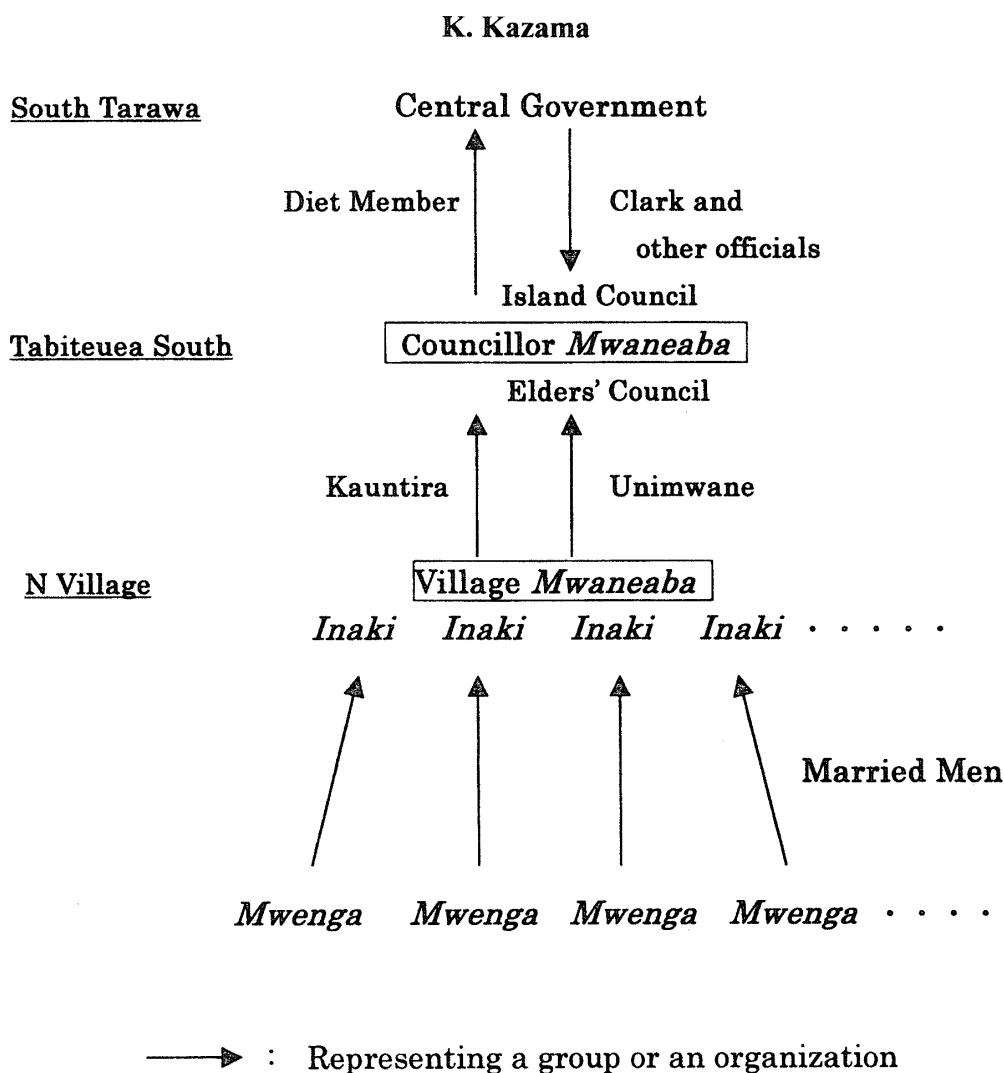 K. Kazama
South Tarawa Central Government
Diet Member Clark and
other officials
Island Council
Tabiteuea South Councillor Mwaneaba
Elders' Council
Kauntira Unimwane
N Village Village Mwaneaba
Inaki Inaki Inaki Inaki · · · · ·
Married Men
Mwenga Mwenga Mwenga Mwenga · · · ·
: Representing a group or an organization